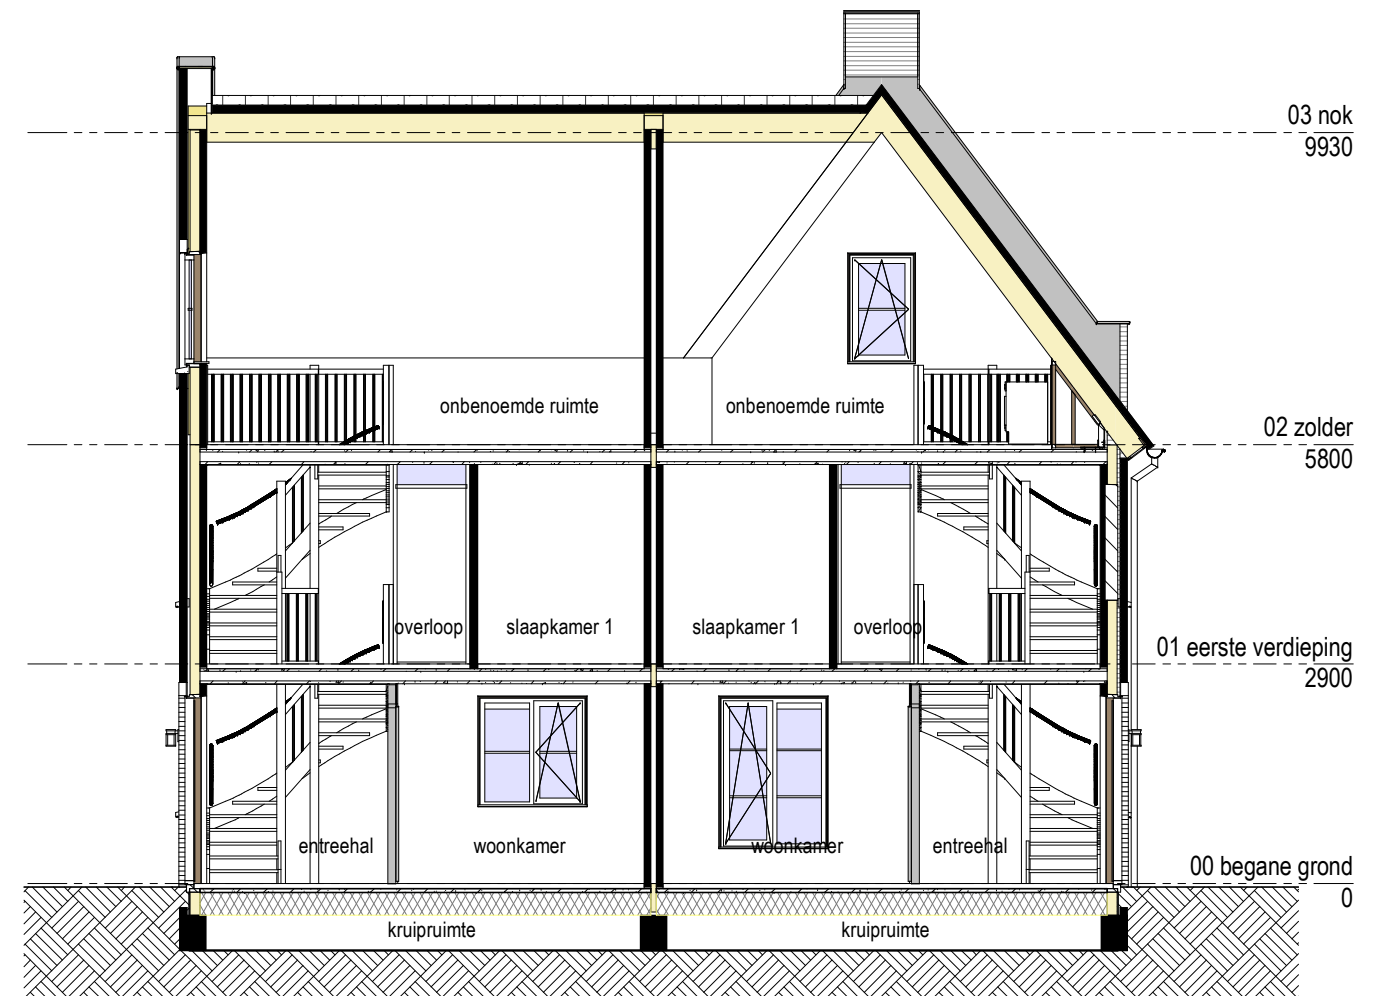 03 nok
9930
onbenoemde ruimte
onbenoemde ruimte
02 zolder
5800
overloop
slaapkamer 1
slaapkamer 1
overloop
01 eerste verdieping
2900
entreehal
woonkamer
woonkamer
entreehal
00 begane grond
0
kruipruimte
kruipruimte